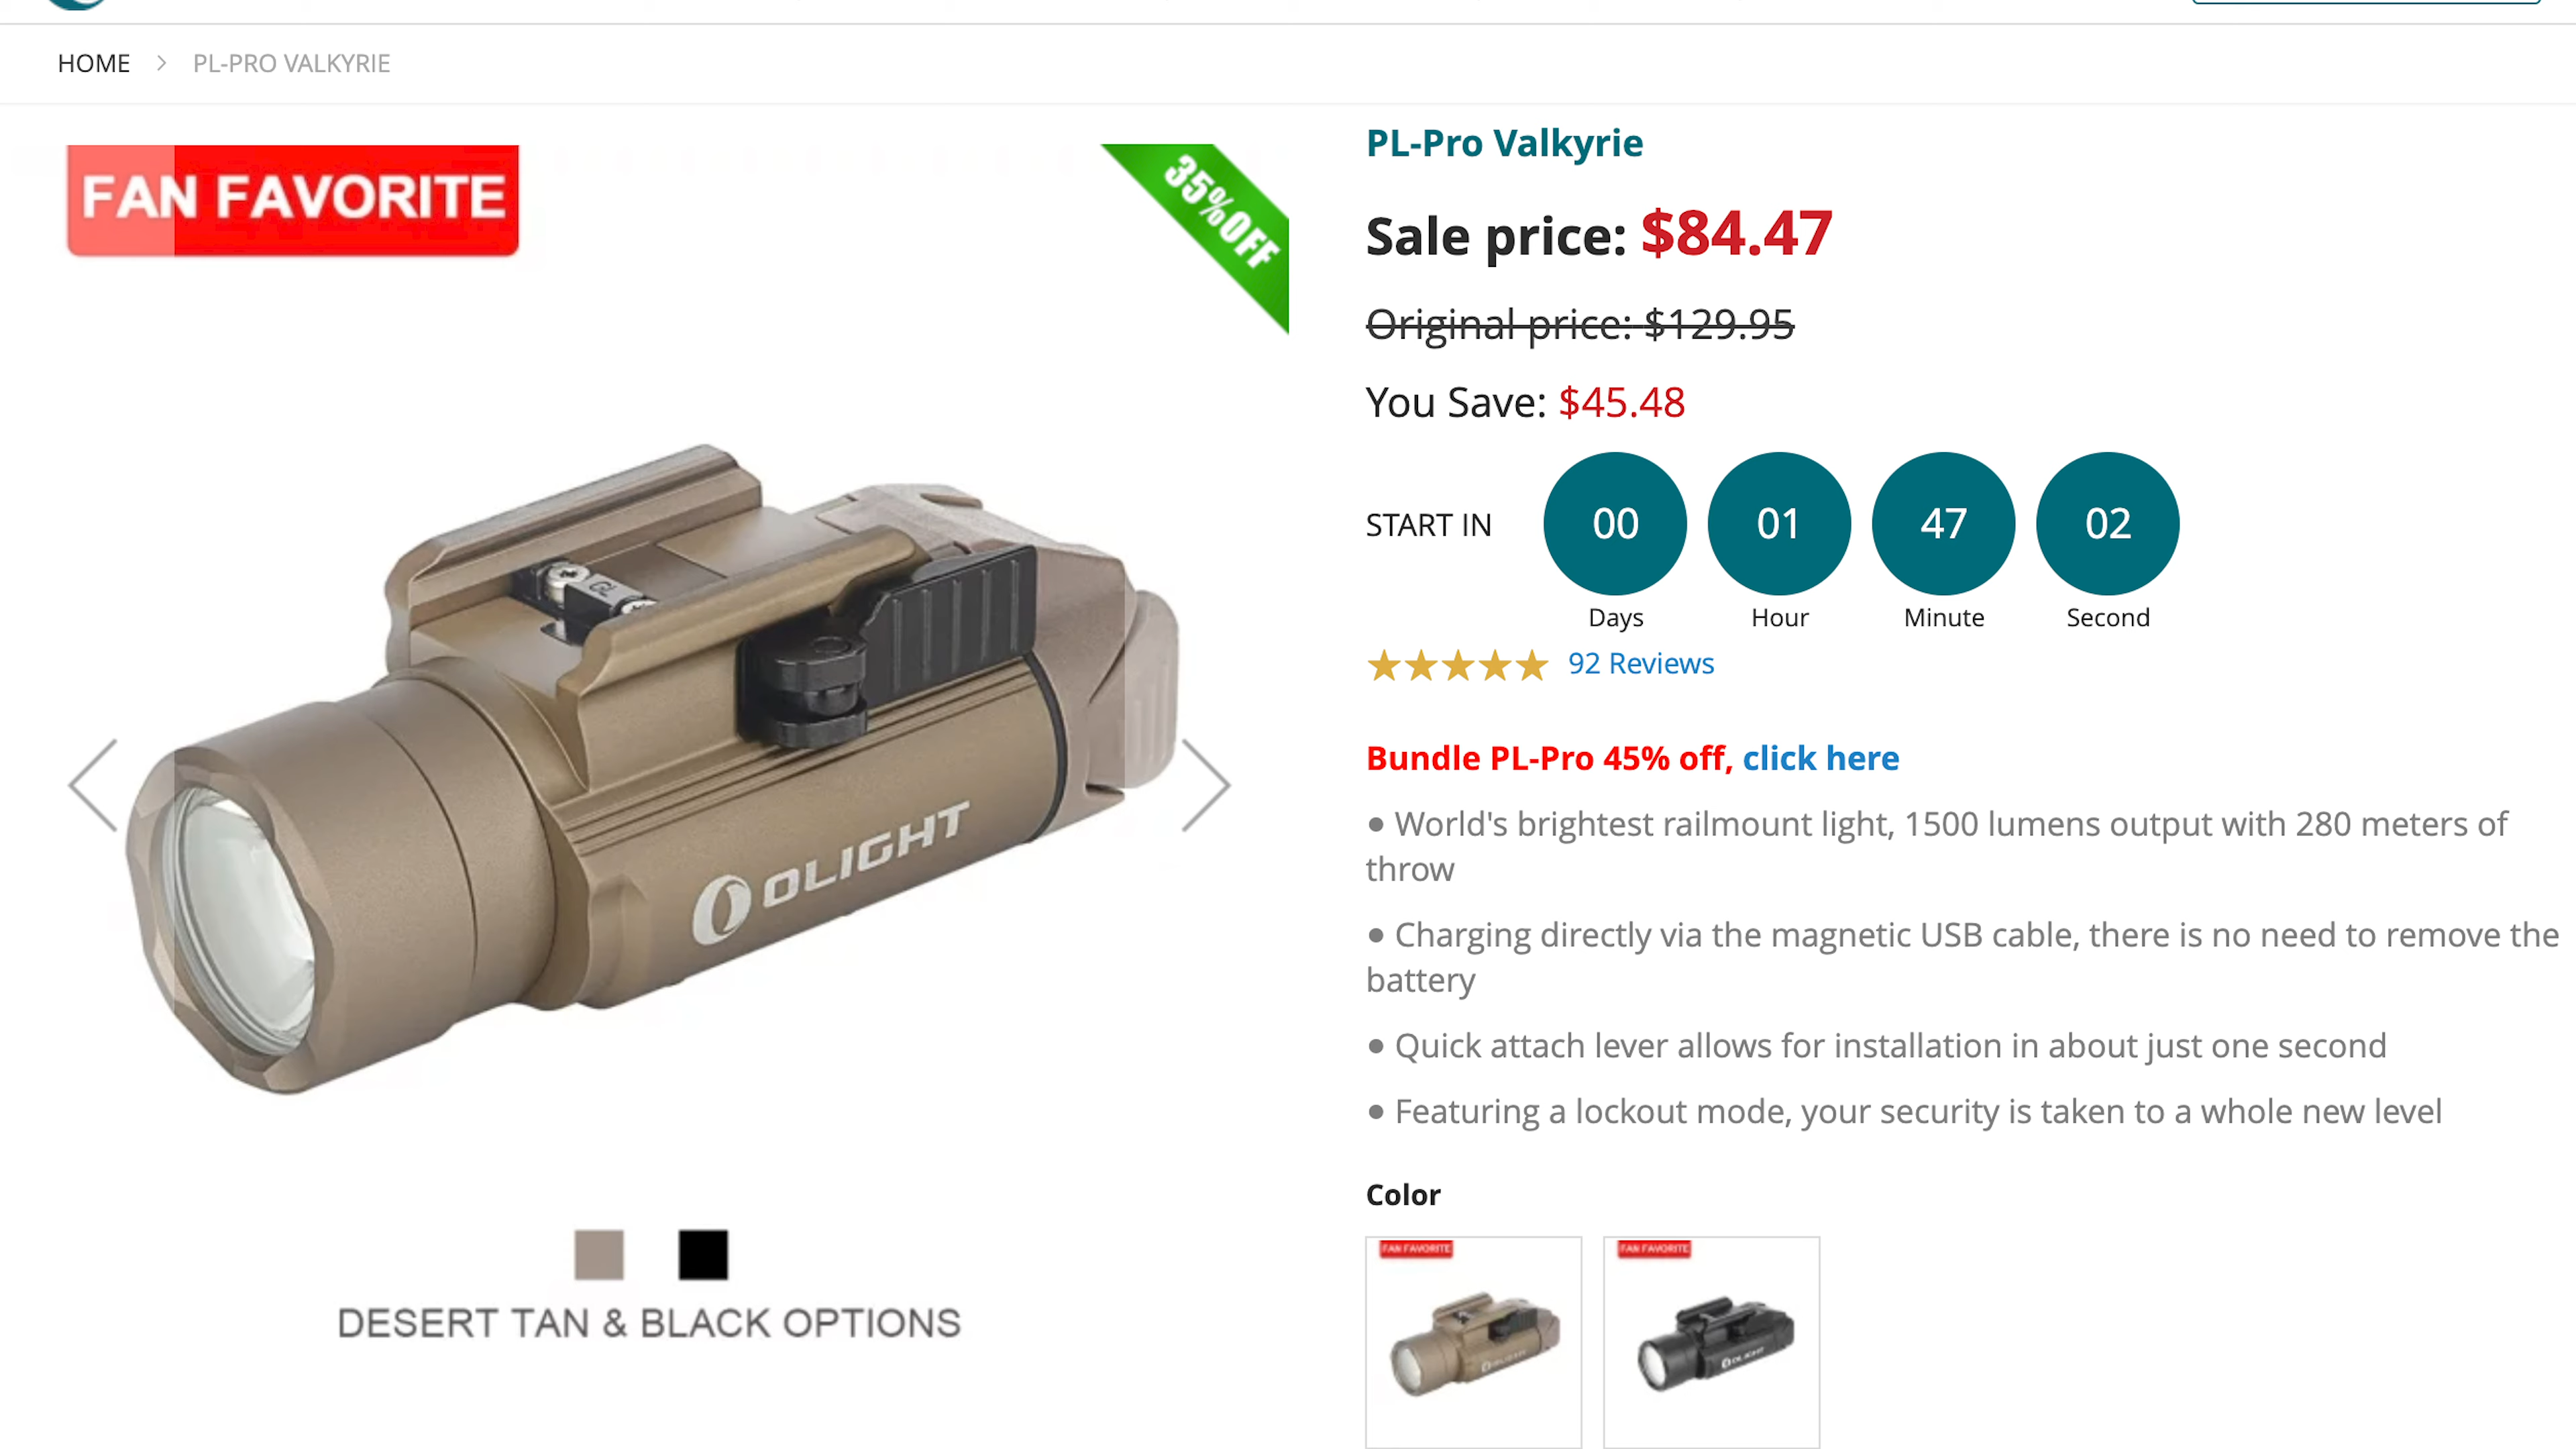 HOME > PL-PRO VALKYRIE
FAN FAVORITE
35%OFF
OLIGHT
DESERT TAN & BLACK OPTIONS
PL-Pro Valkyrie
Sale price: $84.47
Original price: $129.95
You Save: $45.48
START IN 00 01 47 02
Days Hour Minute Second
92 Reviews
Bundle PL-Pro 45% off, click here
● World's brightest railmount light, 1500 lumens output with 280 meters of
throw
● Charging directly via the magnetic USB cable, there is no need to remove the
battery
● Quick attach lever allows for installation in about just one second
● Featuring a lockout mode, your security is taken to a whole new level
Color
FAN FAVORITE FAN FAVORITE
OLIGHT OLIGHT